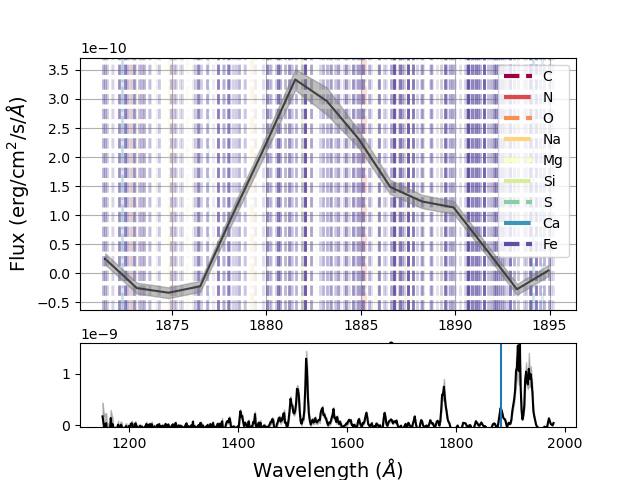 1e−10
3.5
3.0
2.5
2.0
1.5
1.0
0.5
0.0
−0.5
Flux (erg/cm²/s/Å)
C
N
O
Na
Mg
Si
S
Ca
Fe
1875
1880
1885
1890
1895
1e−9
1
0
1200
1400
1600
1800
2000
Wavelength (Å)